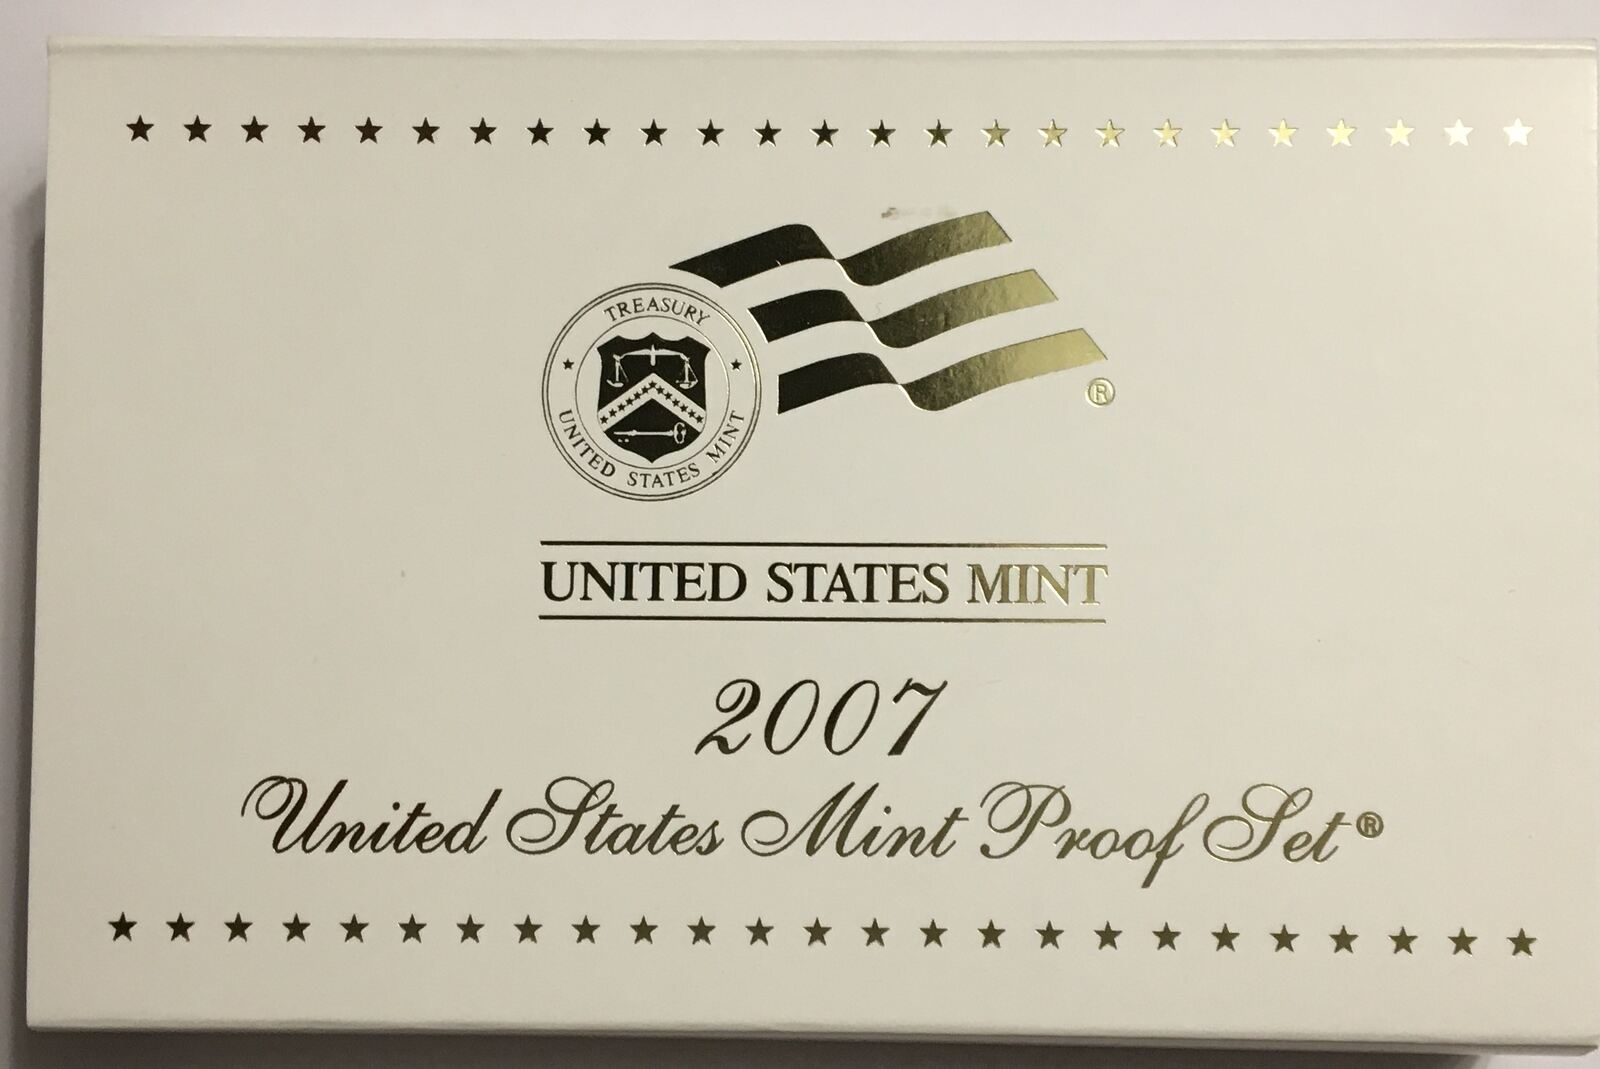 TREASURY
UNITED STATES MINT
®
UNITED STATES MINT
2007
United States Mint Proof Set®